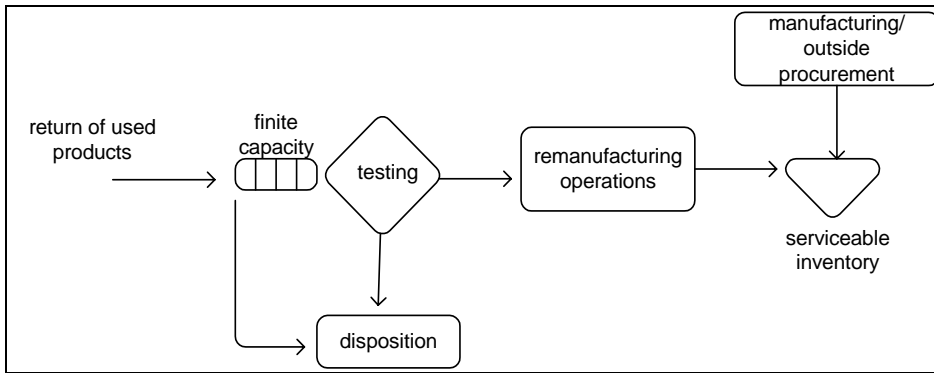 manufacturing/
outside
procurement
return of used
products
finite
capacity
testing
remanufacturing
operations
serviceable
inventory
disposition